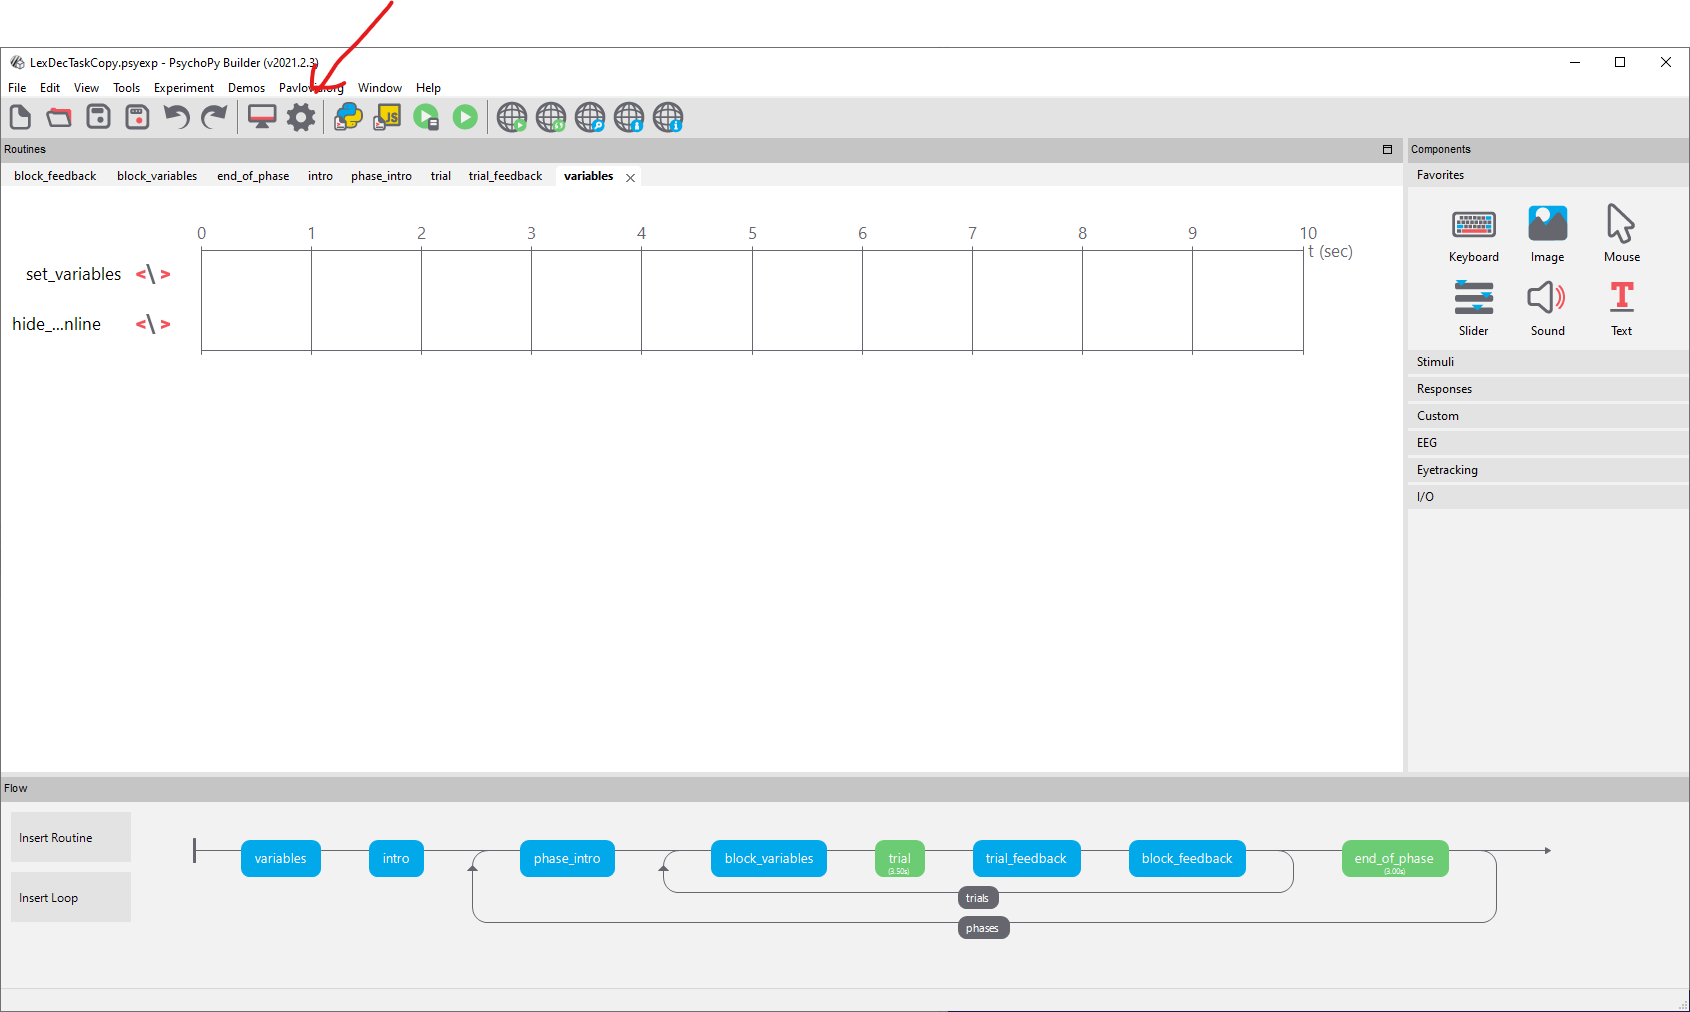 LexDecTaskCopy.psyexp - PsychoPy Builder (v2021.2.3)
File Edit View Tools Experiment Demos Pavlovia.org Window Help
JS
Routines
block_feedback block_variables end_of_phase intro phase_intro trial trial_feedback variables
0 1 2 3 4 5 6 7 8 9 10
t (sec)
set_variables
hide_...nline
Components
Favorites
Keyboard Image Mouse
Slider Sound Text
Stimuli
Responses
Custom
EEG
Eyetracking
I/O
Flow
Insert Routine
Insert Loop
variables intro phase_intro block_variables trial trial_feedback block_feedback end_of_phase
(3.50s) (3.00s)
trials
phases